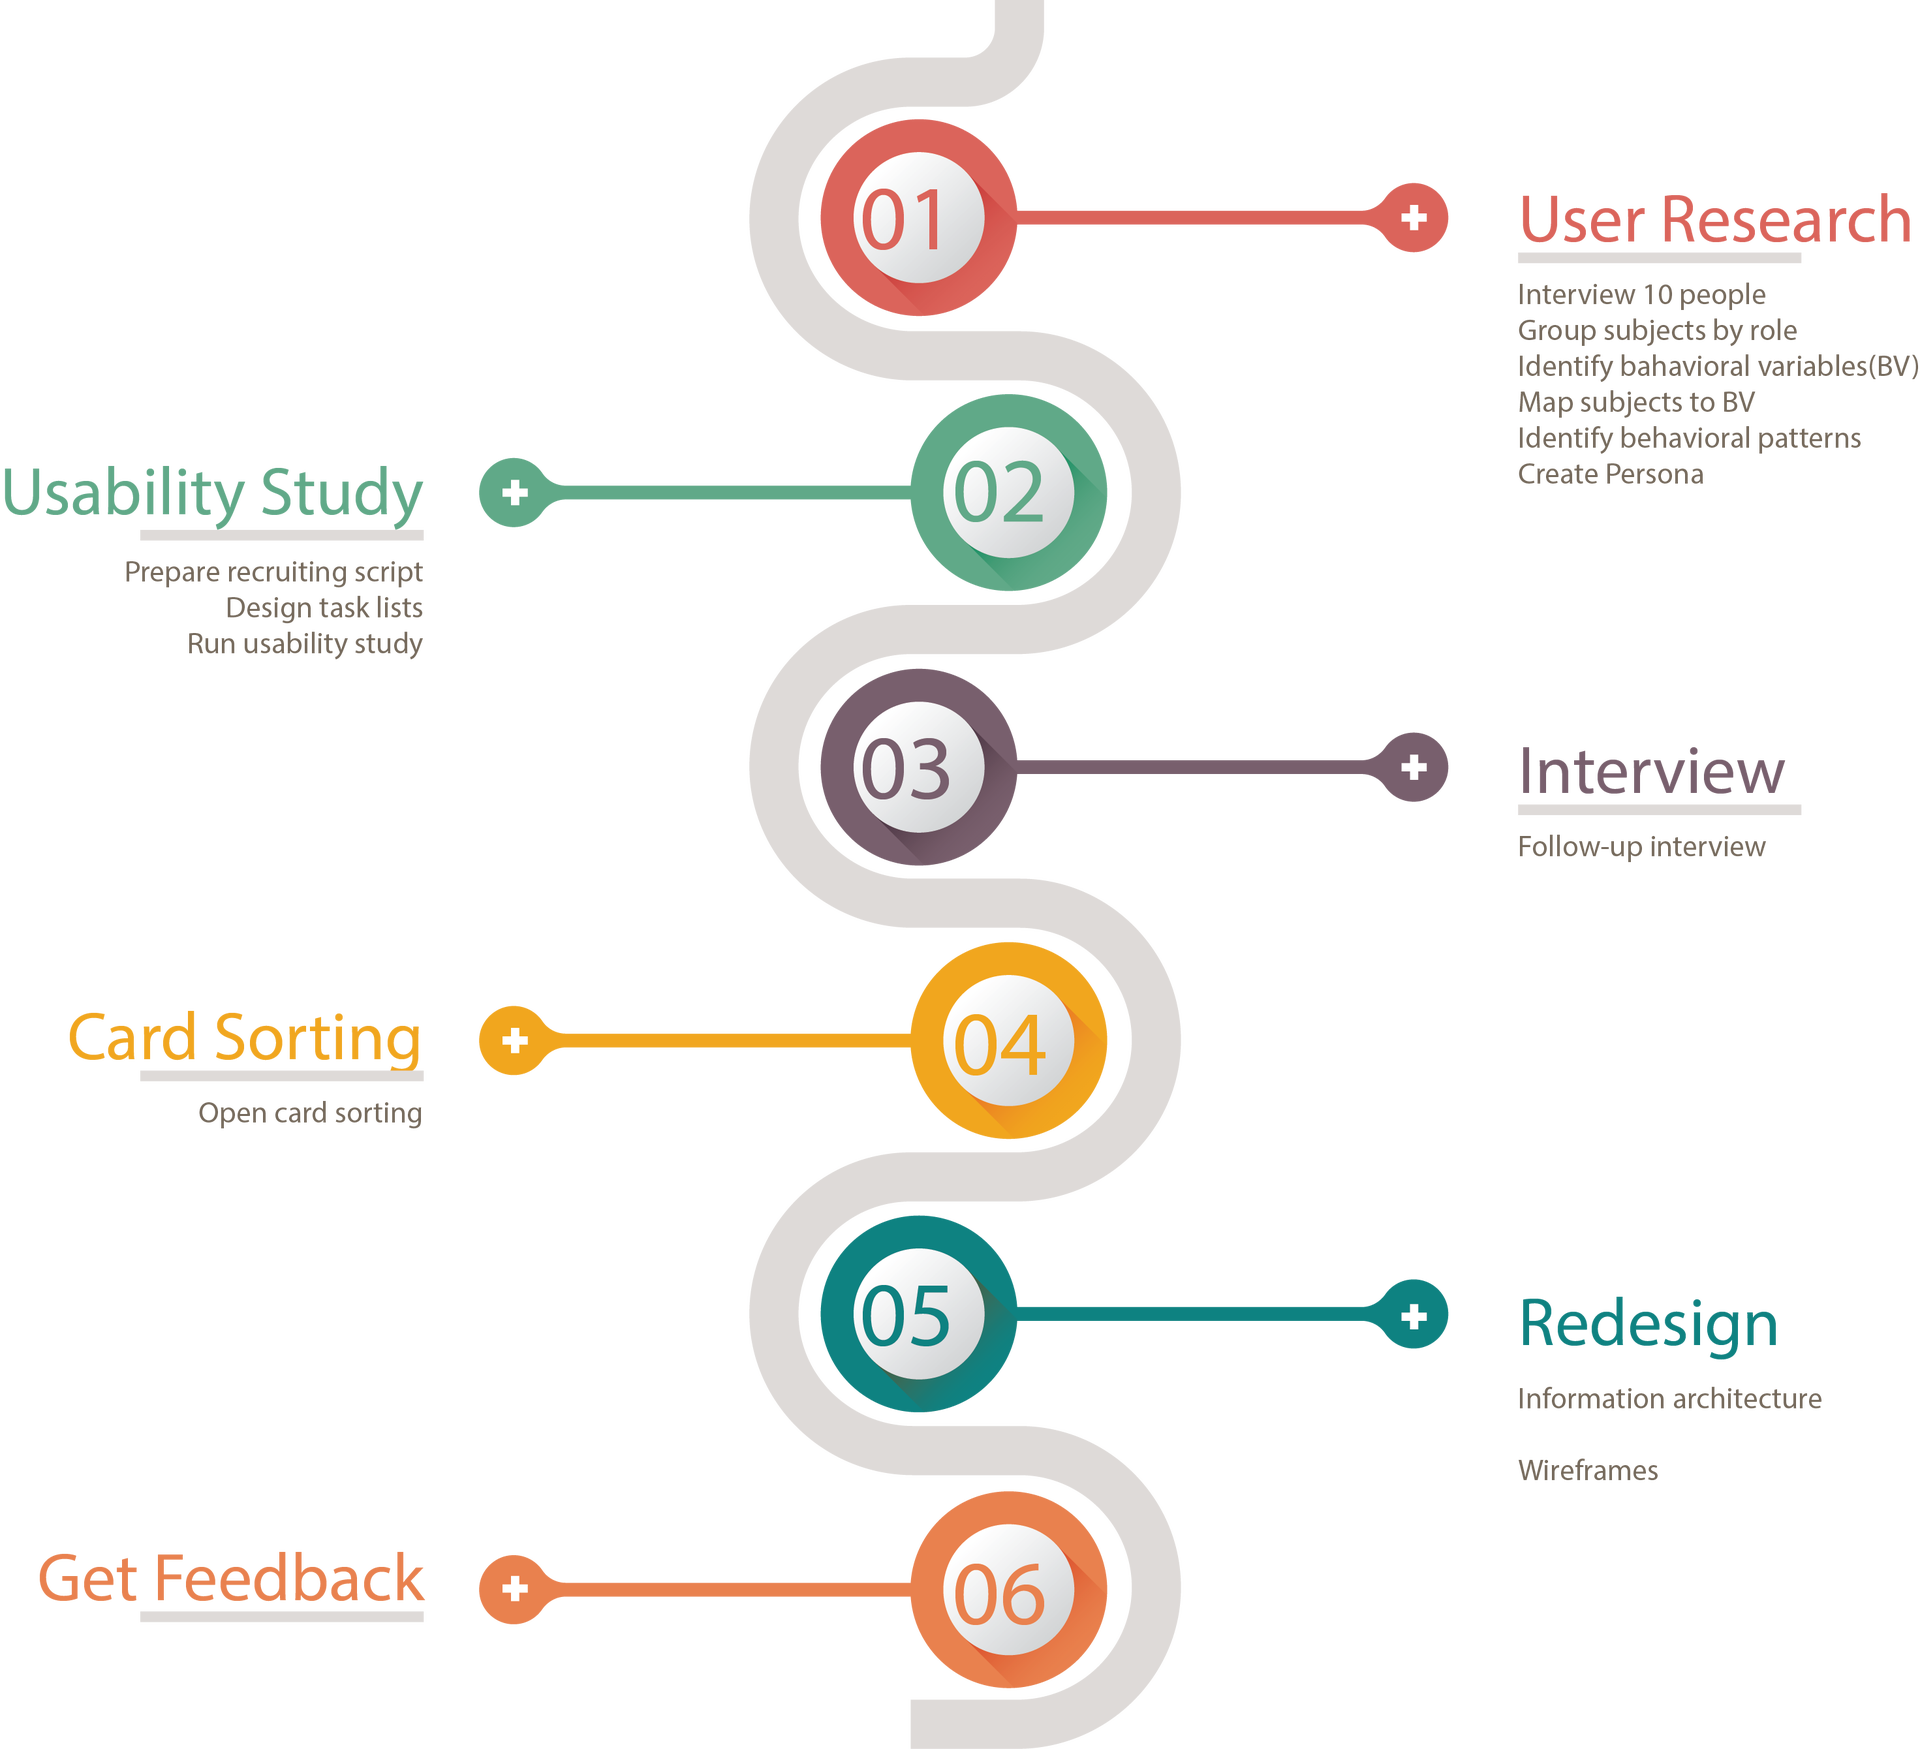 01
User Research
Interview 10 people
Group subjects by role
Identify bahavioral variables(BV)
Map subjects to BV
Identify behavioral patterns
Create Persona
02
Usability Study
Prepare recruiting script
Design task lists
Run usability study
03
Interview
Follow-up interview
04
Card Sorting
Open card sorting
05
Redesign
Information architecture
Wireframes
06
Get Feedback